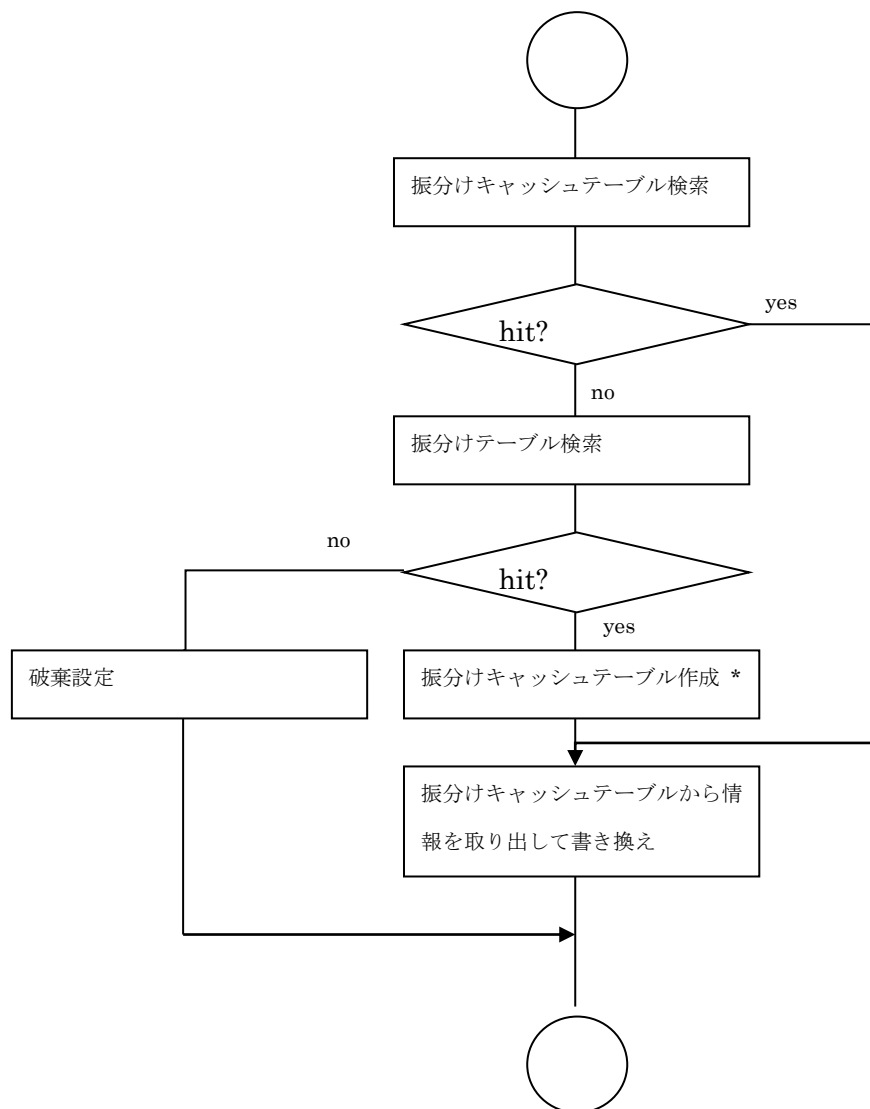 振分けキャッシュテーブル検索
yes
hit?
no
振分けテーブル検索
no
hit?
yes
破棄設定
振分けキャッシュテーブル作成 *
振分けキャッシュテーブルから情
報を取り出して書き換え